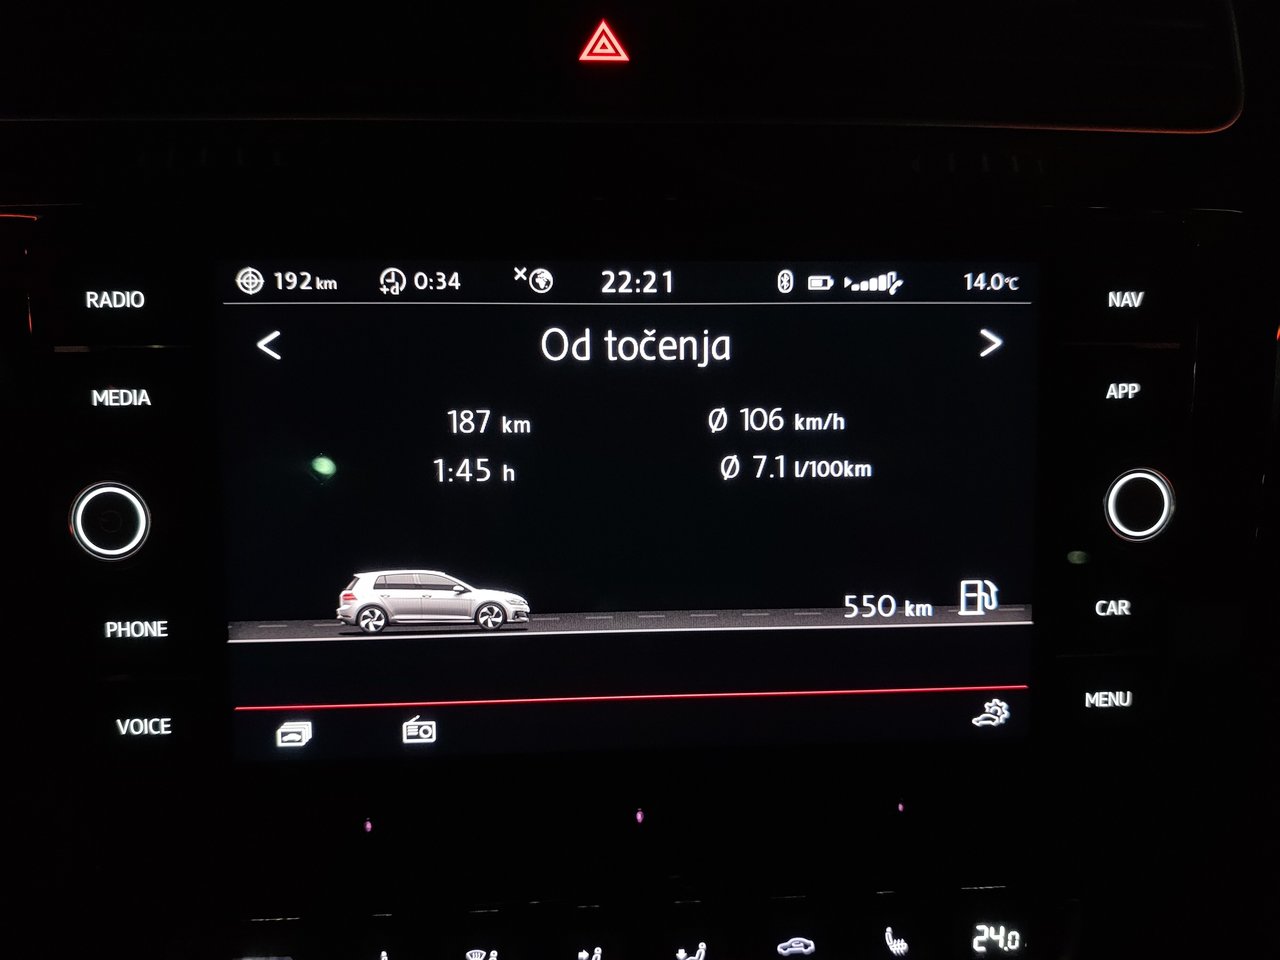 192 km 0:34 22:21 14.0°C
RADIO
NAV
Od točenja
MEDIA
APP
187 km
Ø 106 km/h
1:45 h
Ø 7.1 l/100km
550 km
CAR
PHONE
MENU
VOICE
24.0